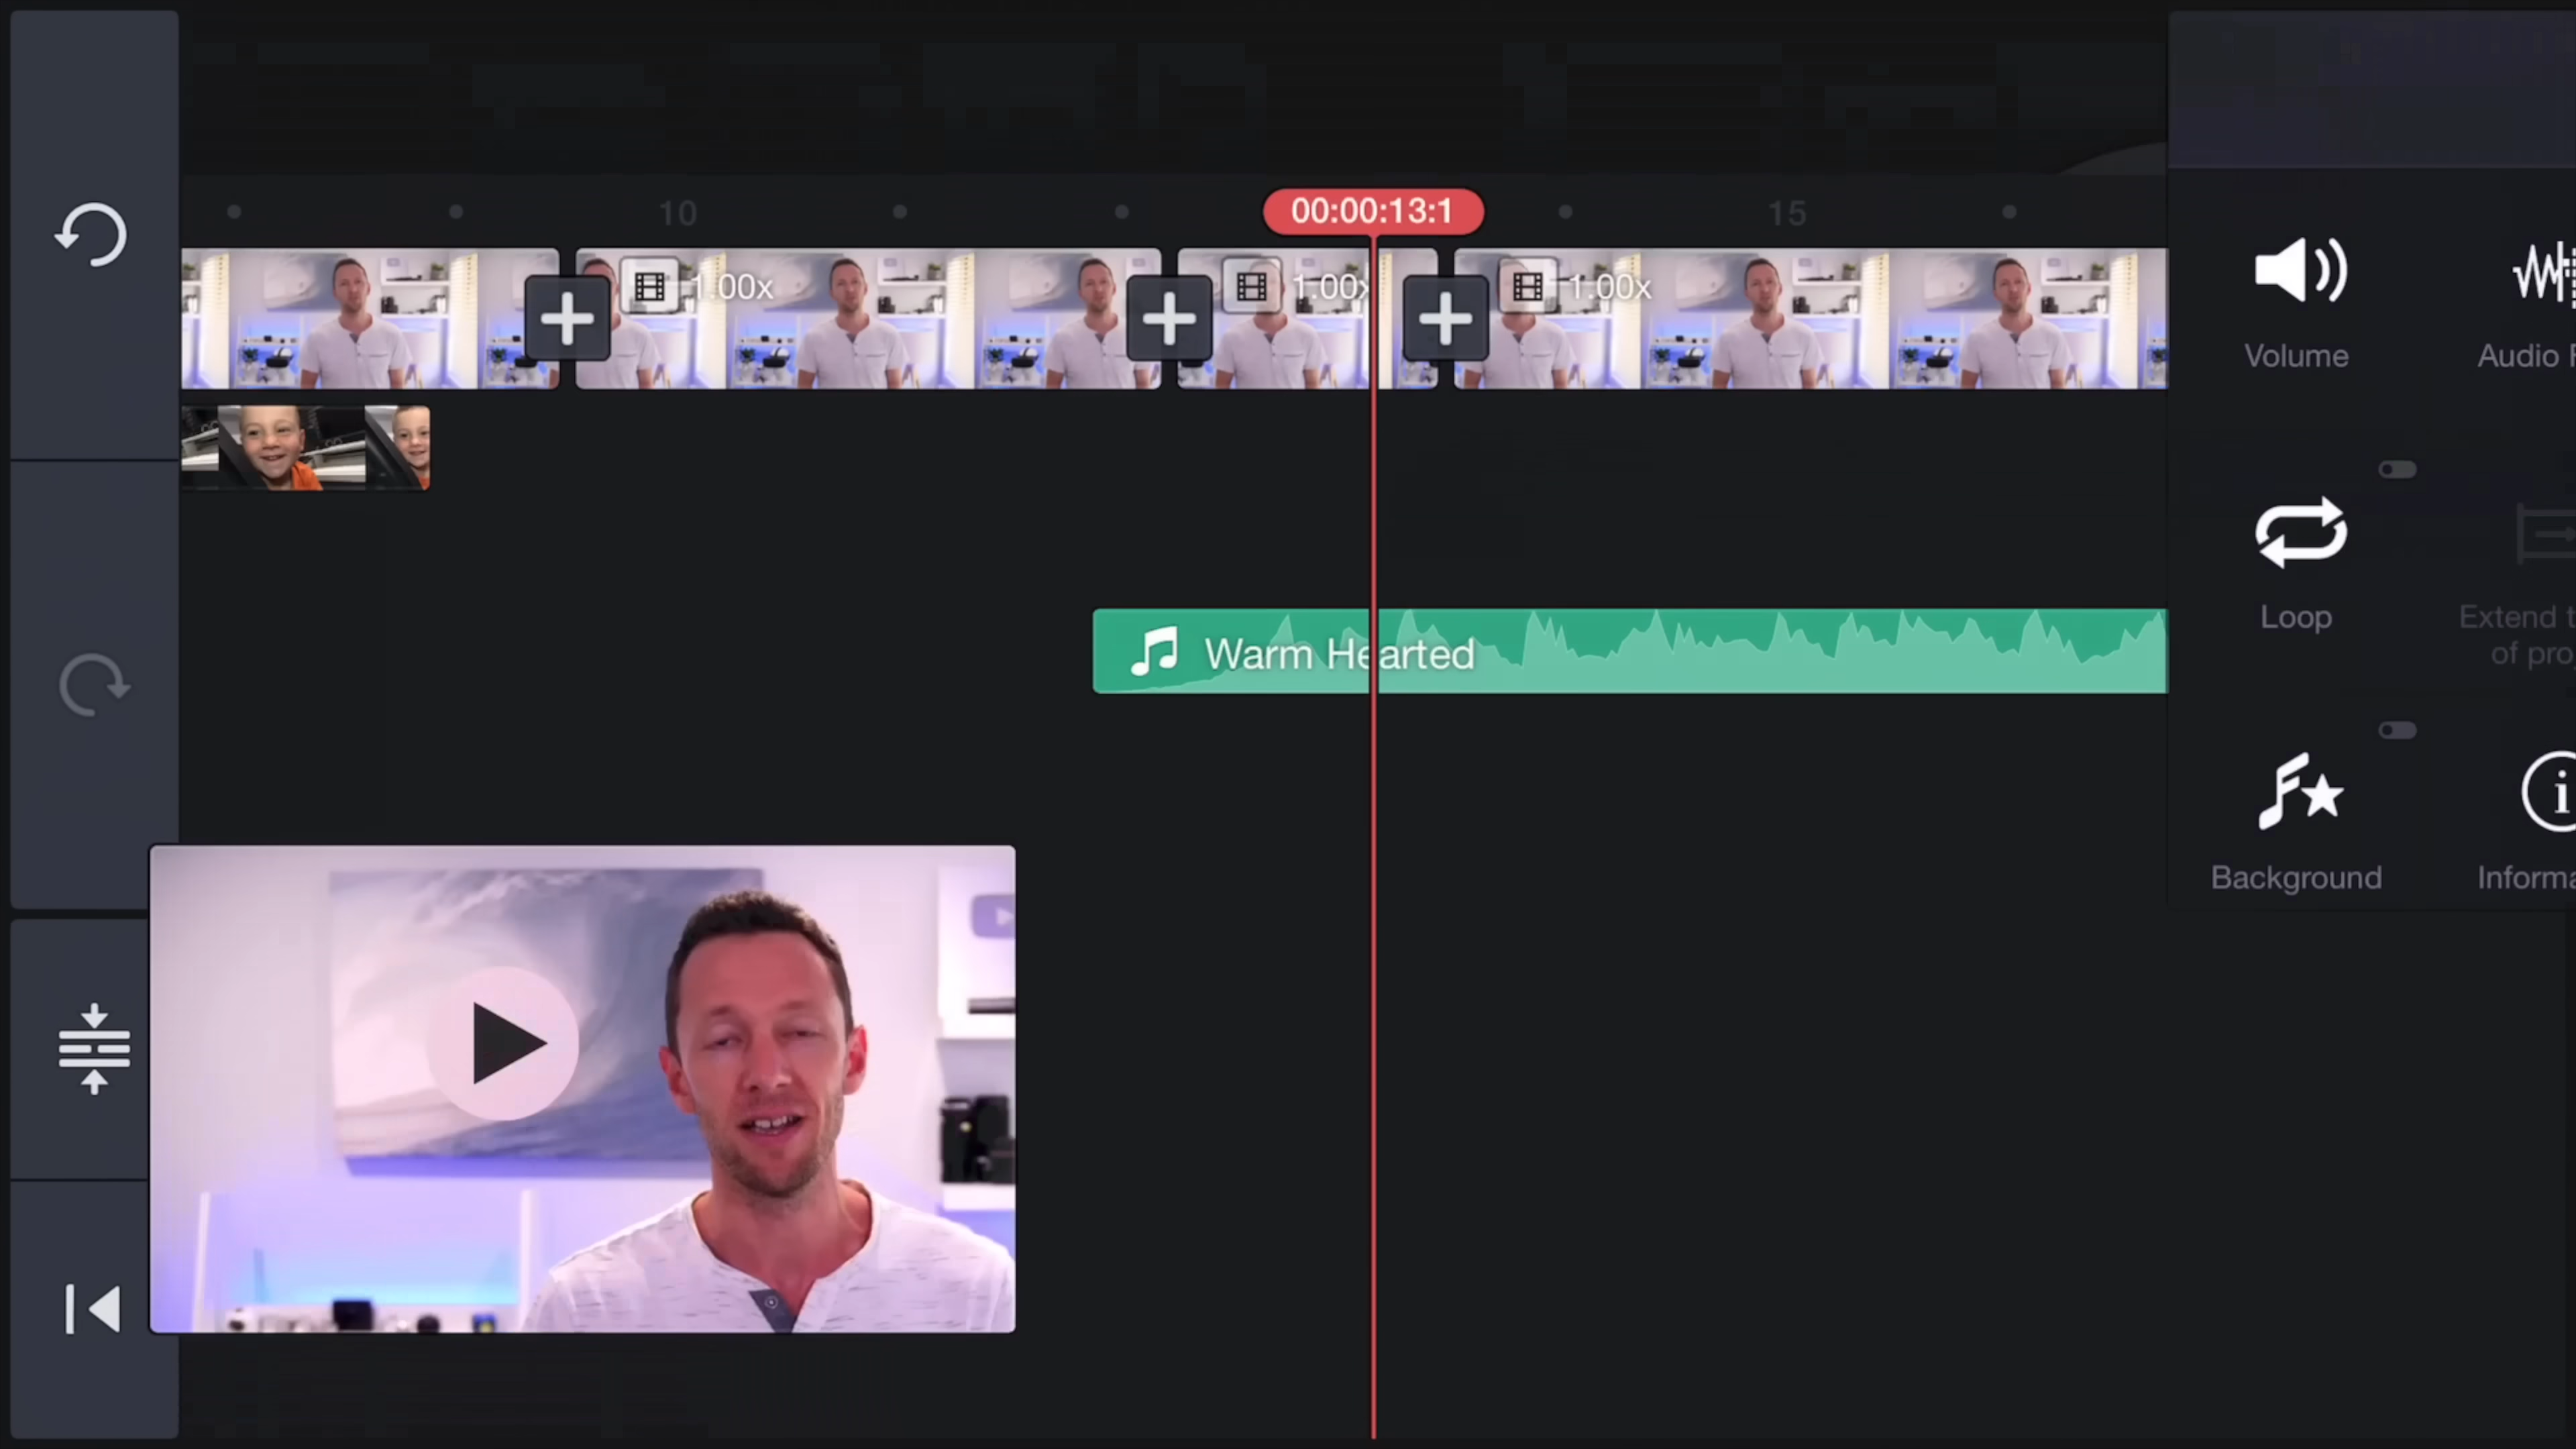 00:00:13:1
10
15
1.00x
1.00x
1.00x
Volume
Audio F
Warm Hearted
Loop
Extend t
of pro
Background
Informa